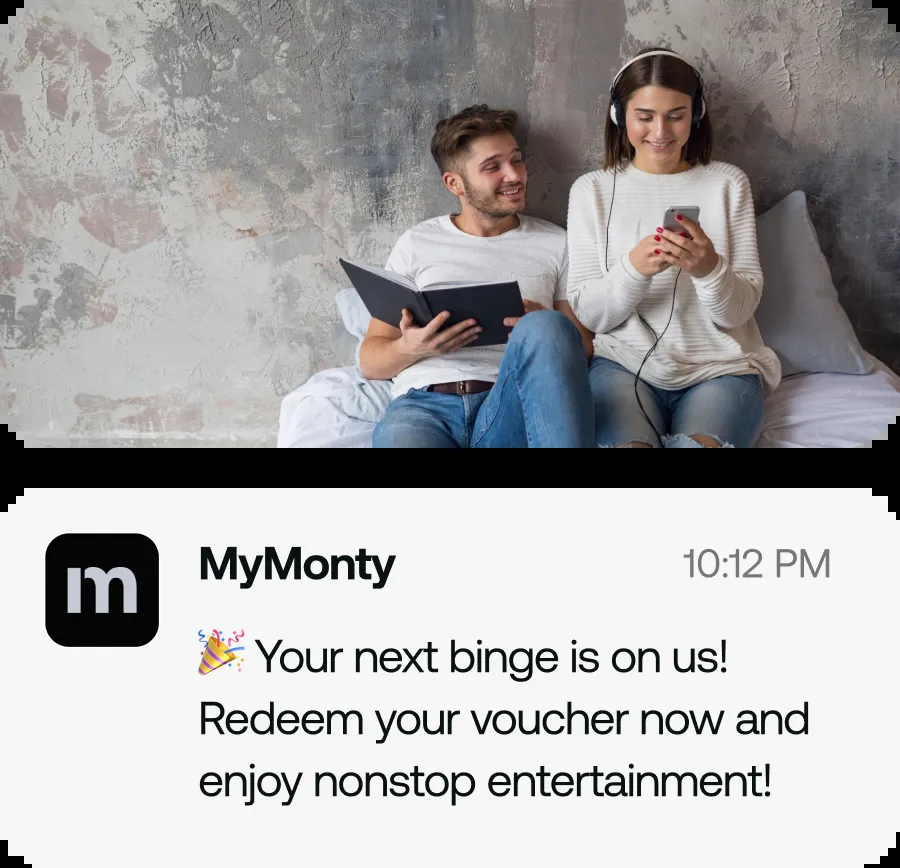 m
MyMonty
10:12 PM
🎉 Your next binge is on us!
Redeem your voucher now and
enjoy nonstop entertainment!